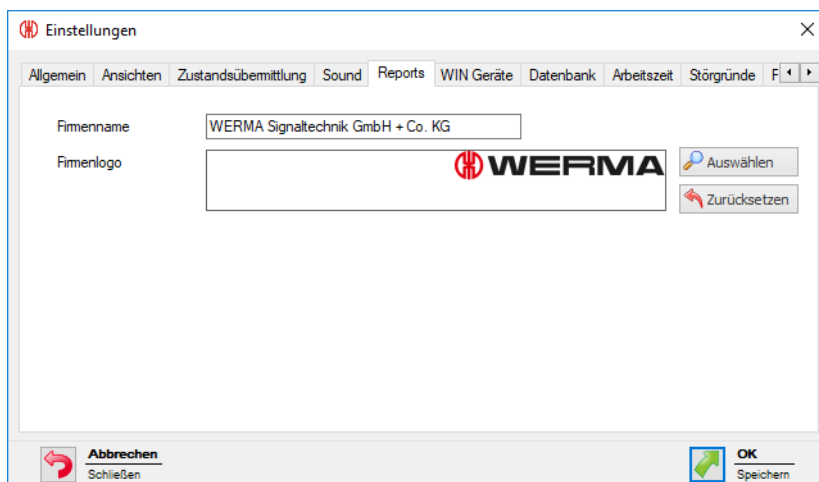 Einstellungen
Allgemein Ansichten Zustandsübermittlung Sound Reports WIN Geräte Datenbank Arbeitszeit Störgründe F
Firmenname WERMA Signaltechnik GmbH + Co. KG
Firmenlogo WERMA Auswählen
Zurücksetzen
Abbrechen OK
Schließen Speichern